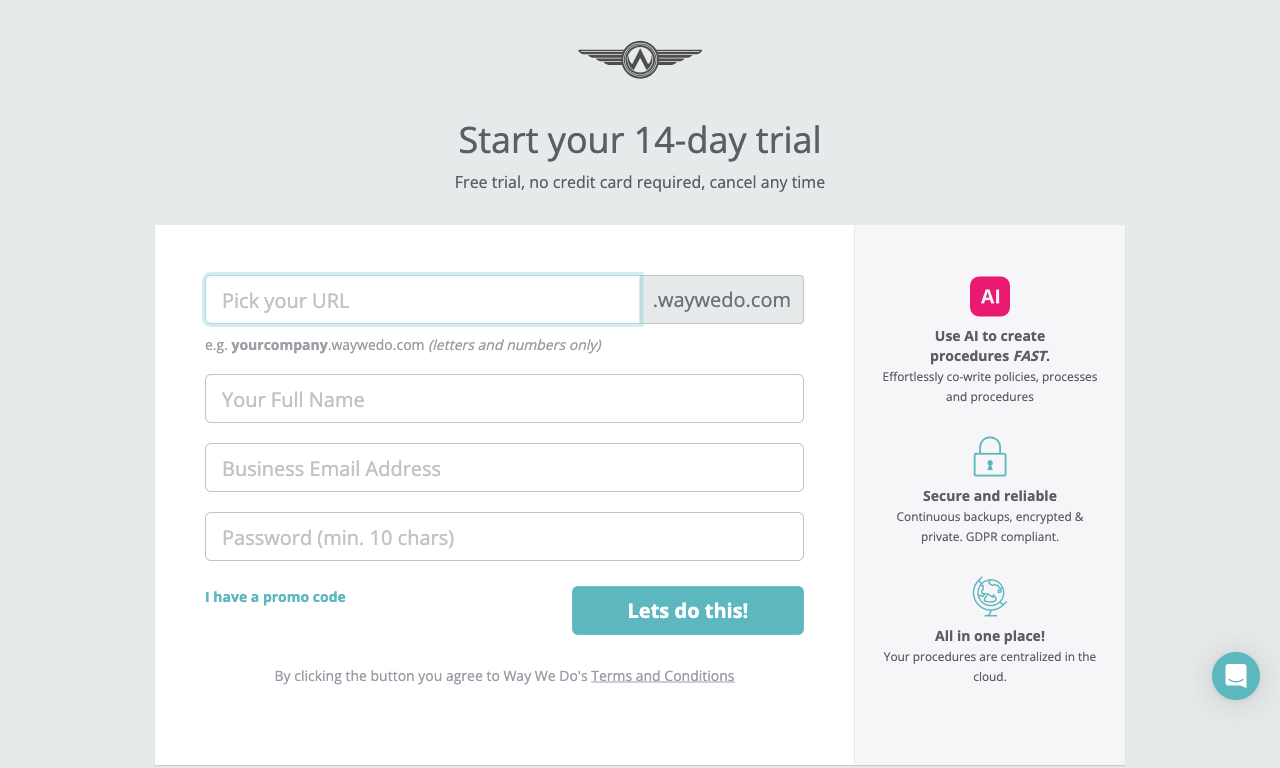 Start your 14-day trial
Free trial, no credit card required, cancel any time
Pick your URL
.waywedo.com
e.g. yourcompany.waywedo.com (letters and numbers only)
Your Full Name
Business Email Address
Password (min. 10 chars)
I have a promo code
Lets do this!
By clicking the button you agree to Way We Do's Terms and Conditions
AI
Use AI to create
procedures FAST.
Effortlessly co-write policies, processes
and procedures
Secure and reliable
Continuous backups, encrypted &
private. GDPR compliant.
All in one place!
Your procedures are centralized in the
cloud.